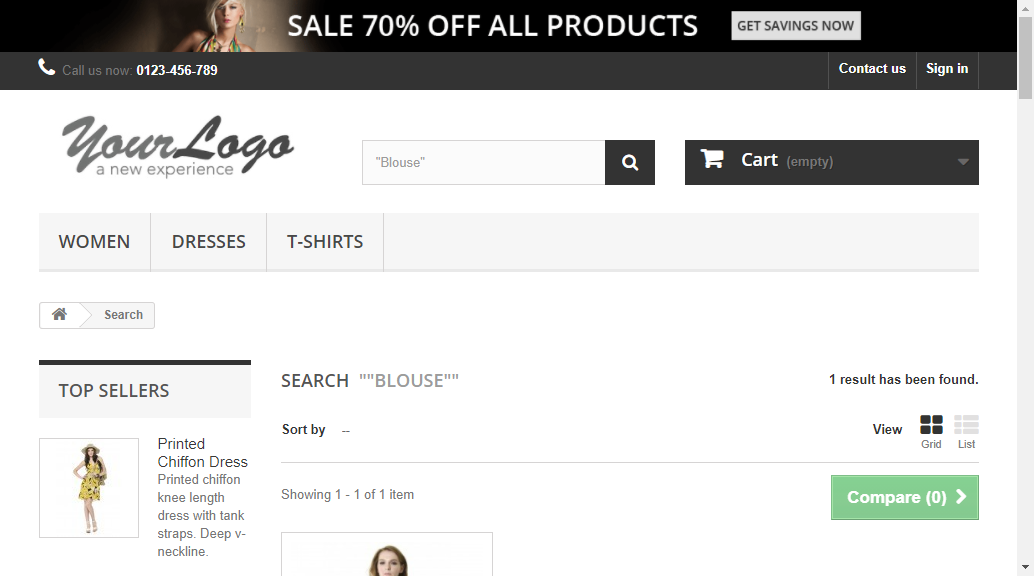 SALE 70% OFF ALL PRODUCTS GET SAVINGS NOW
Call us now: 0123-456-789 Contact us Sign in
YourLogo
a new experience
"Blouse" Cart (empty)
WOMEN DRESSES T-SHIRTS
Search
TOP SELLERS
Printed
Chiffon Dress
Printed chiffon
knee length
dress with tank
straps. Deep v-
neckline.
SEARCH ""BLOUSE"" 1 result has been found.
Sort by -- View Grid List
Showing 1 - 1 of 1 item Compare (0)